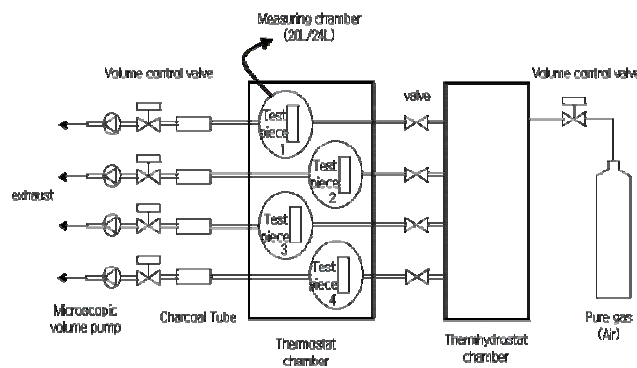 Measuring chamber
(20L/24L)
Volume control valve
valve
Volume control valve
Test
piece
1
Test
piece
2
exhaust
Test
piece
3
Test
piece
4
Microscopic
volume pump
Charcoal Tube
Thermostat
chamber
Themihydrostat
chamber
Pure gas
(Air)